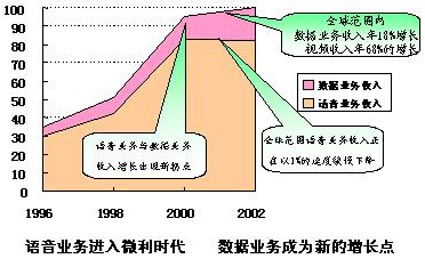 100
90
80
70
60
50
40
30
20
10
0
1996
1998
2000
2002
全球范围内
数据业务收入年18%增长
视频收入年68%的增长
数据业务收入
话音业务收入
话音业务与数据业务
收入增长出现新拐点
全球范围话音业务收入正
在以1%的速度缓慢下降
语音业务进入微利时代 数据业务成为新的增长点